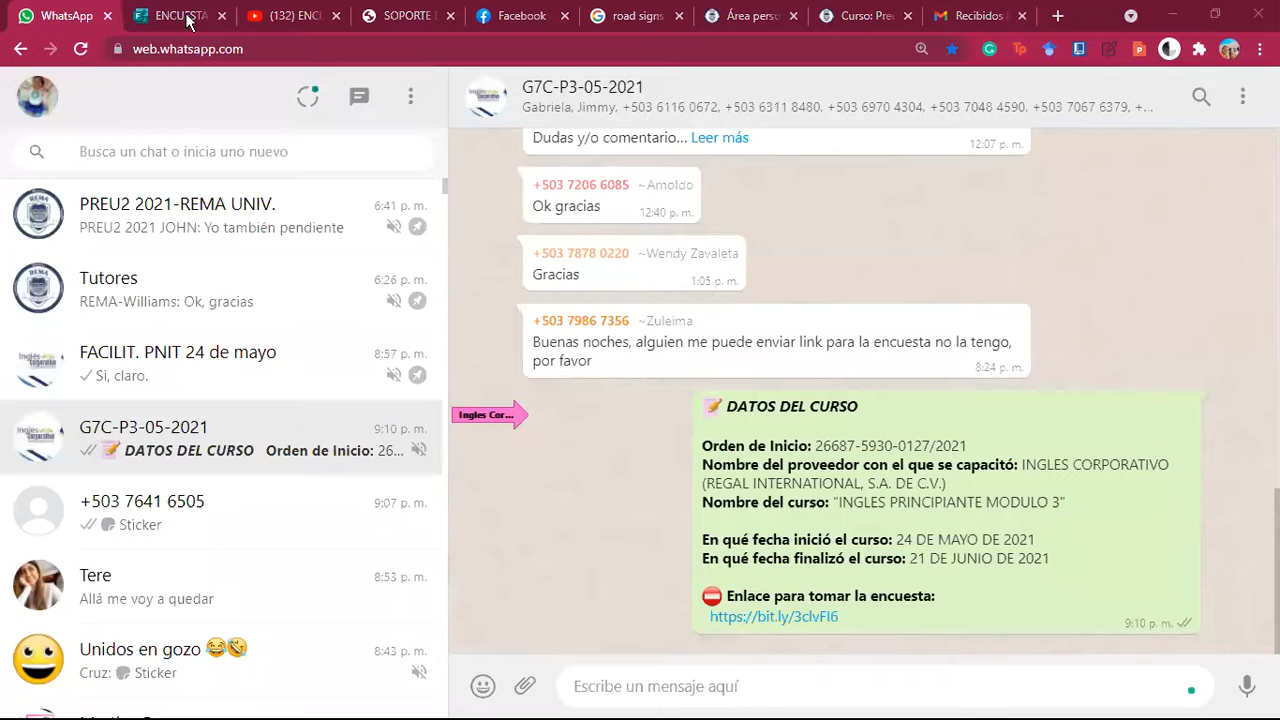 WhatsApp
ENCUESTA
(132) ENCU
SOPORTE
Facebook
road signs
Área perso
Curso: Pre
Recibidos
web.whatsapp.com
G7C-P3-05-2021
Gabriela, Jimmy, +503 6116 0672, +503 6311 8480, +503 6970 4304, +503 7048 4590, +503 7067 6379, +...
Busca un chat o inicia uno nuevo
PREU2 2021-REMA UNIV.
6:41 p. m.
PREU2 2021 JOHN: Yo también pendiente
Tutores
6:26 p. m.
REMA-Williams: Ok, gracias
FACILIT. PNIT 24 de mayo
8:57 p. m.
Si, claro.
G7C-P3-05-2021
9:10 p. m.
DATOS DEL CURSO Orden de Inicio: 26...
+503 7641 6505
9:07 p. m.
Sticker
Tere
8:53 p. m.
Allá me voy a quedar
Unidos en gozo
8:43 p. m.
Cruz: Sticker
Dudas y/o comentario... Leer más
12:07 p. m.
+503 7206 6085 ~Arnoldo
Ok gracias
12:40 p. m.
+503 7878 0220 ~Wendy Zavaleta
Gracias
1:05 p. m.
+503 7986 7356 ~Zuleima
Buenas noches, alguien me puede enviar link para la encuesta no la tengo,
por favor
8:24 p. m.
Ingles Cor...
DATOS DEL CURSO
Orden de Inicio: 26687-5930-0127/2021
Nombre del proveedor con el que se capacitó: INGLES CORPORATIVO
(REGAL INTERNATIONAL, S.A. DE C.V.)
Nombre del curso: "INGLES PRINCIPIANTE MODULO 3"
En qué fecha inició el curso: 24 DE MAYO DE 2021
En qué fecha finalizó el curso: 21 DE JUNIO DE 2021
Enlace para tomar la encuesta:
https://bit.ly/3clvFI6
9:10 p. m.
Escribe un mensaje aquí